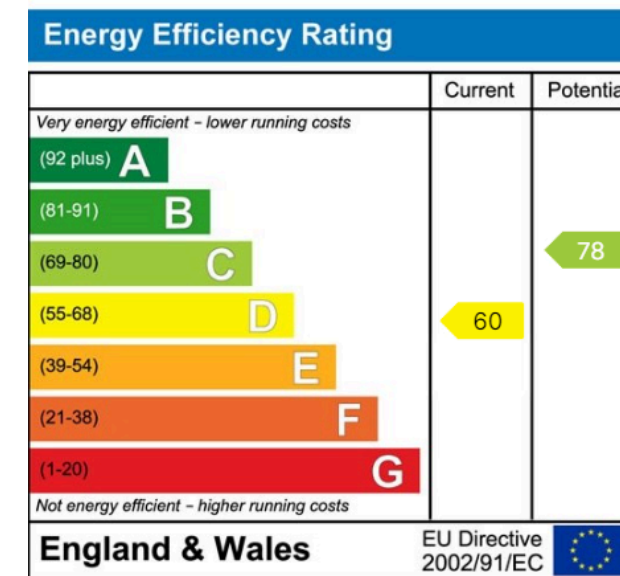 Energy Efficiency Rating
Current Potentia
Very energy efficient – lower running costs
(92 plus) A
(81-91) B
(69-80) C
78
(55-68) D
60
(39-54) E
(21-38) F
(1-20) G
Not energy efficient – higher running costs
England & Wales
EU Directive
2002/91/EC